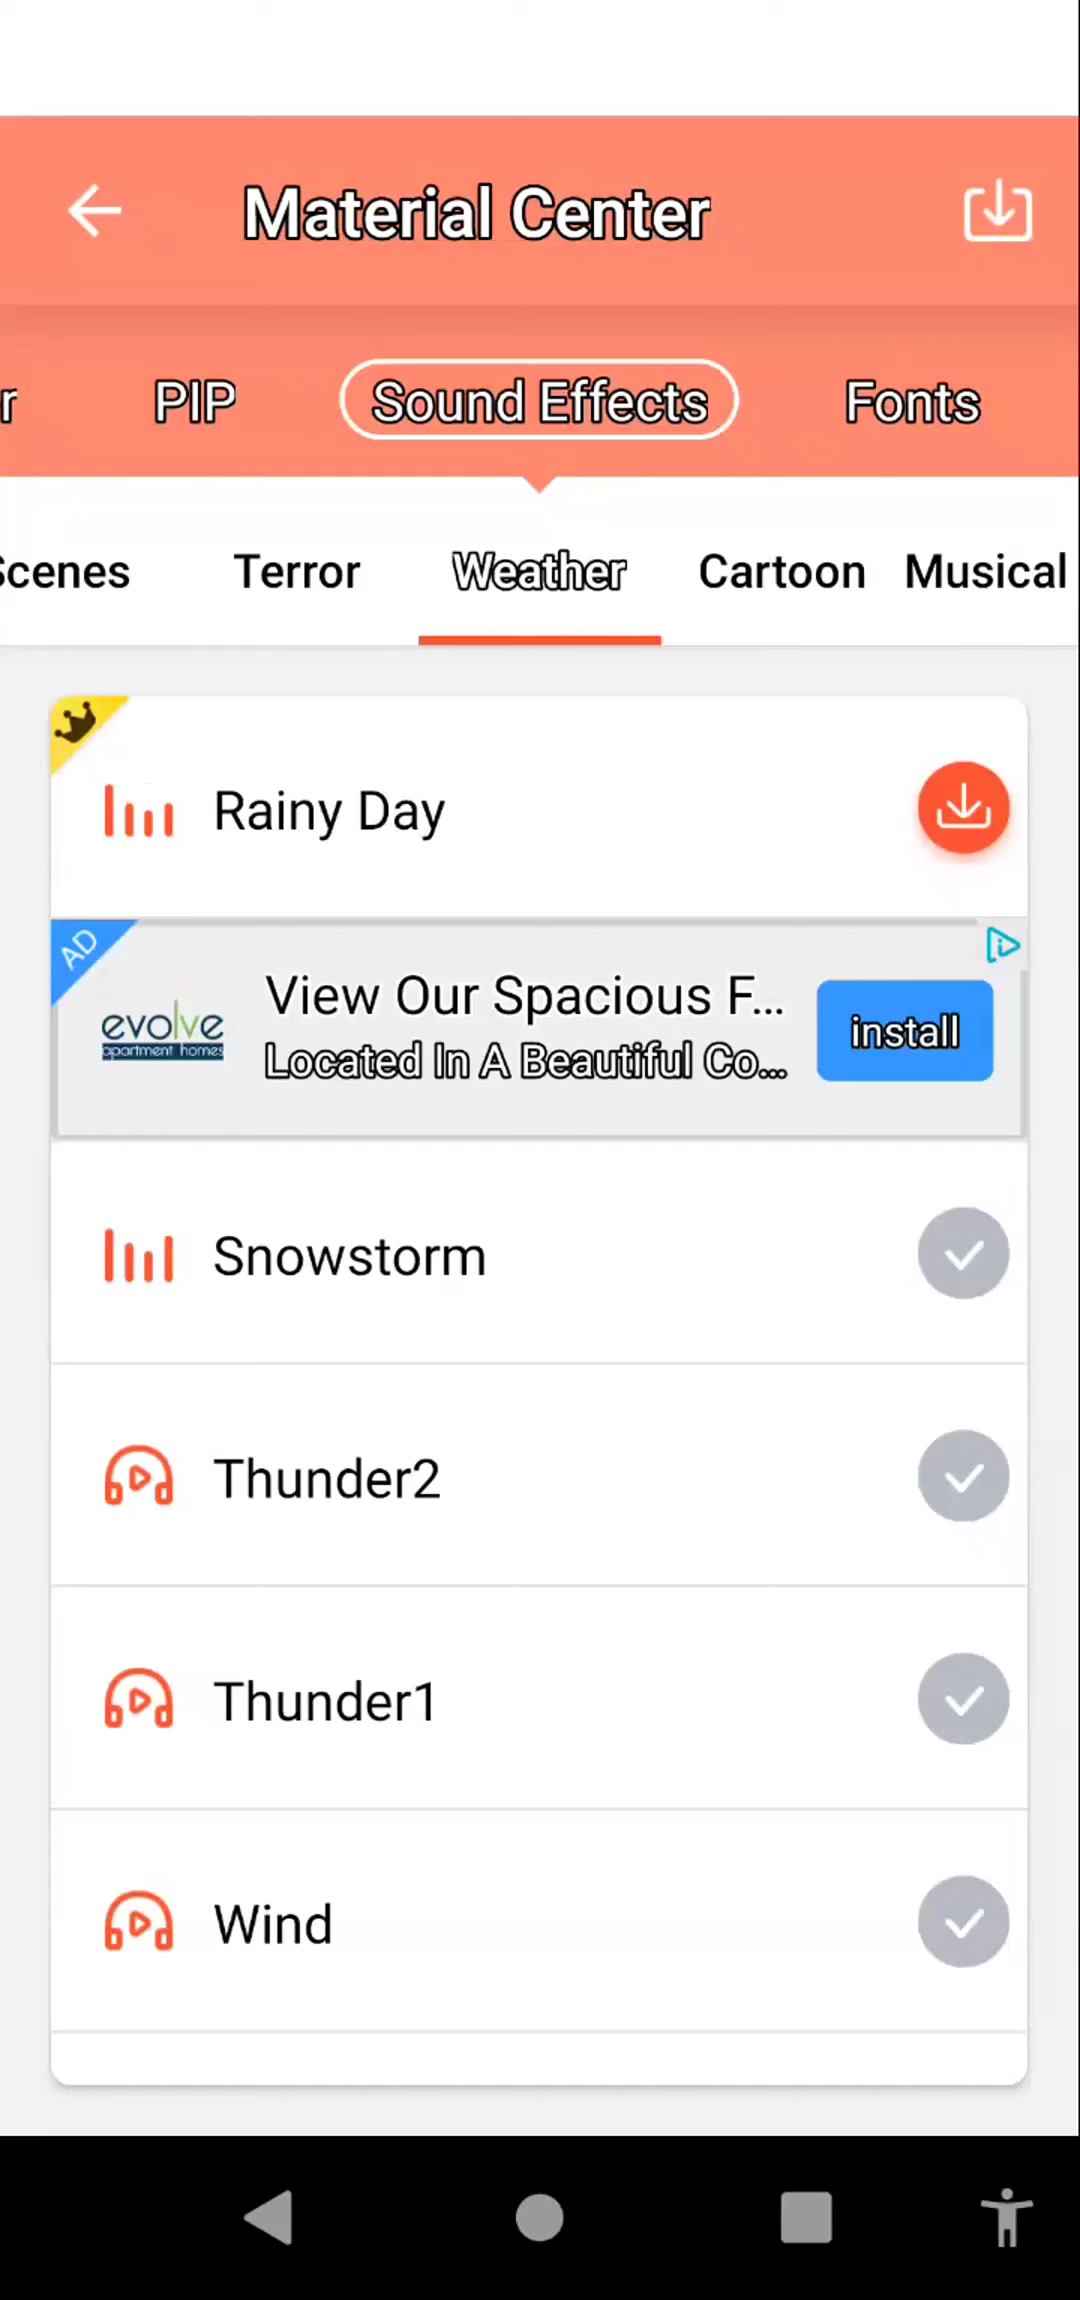 Material Center
r PIP Sound Effects Fonts
Scenes Terror Weather Cartoon Musical
Rainy Day
AD
evolve
apartment homes
View Our Spacious F...
Located In A Beautiful Co...
install
Snowstorm
Thunder2
Thunder1
Wind